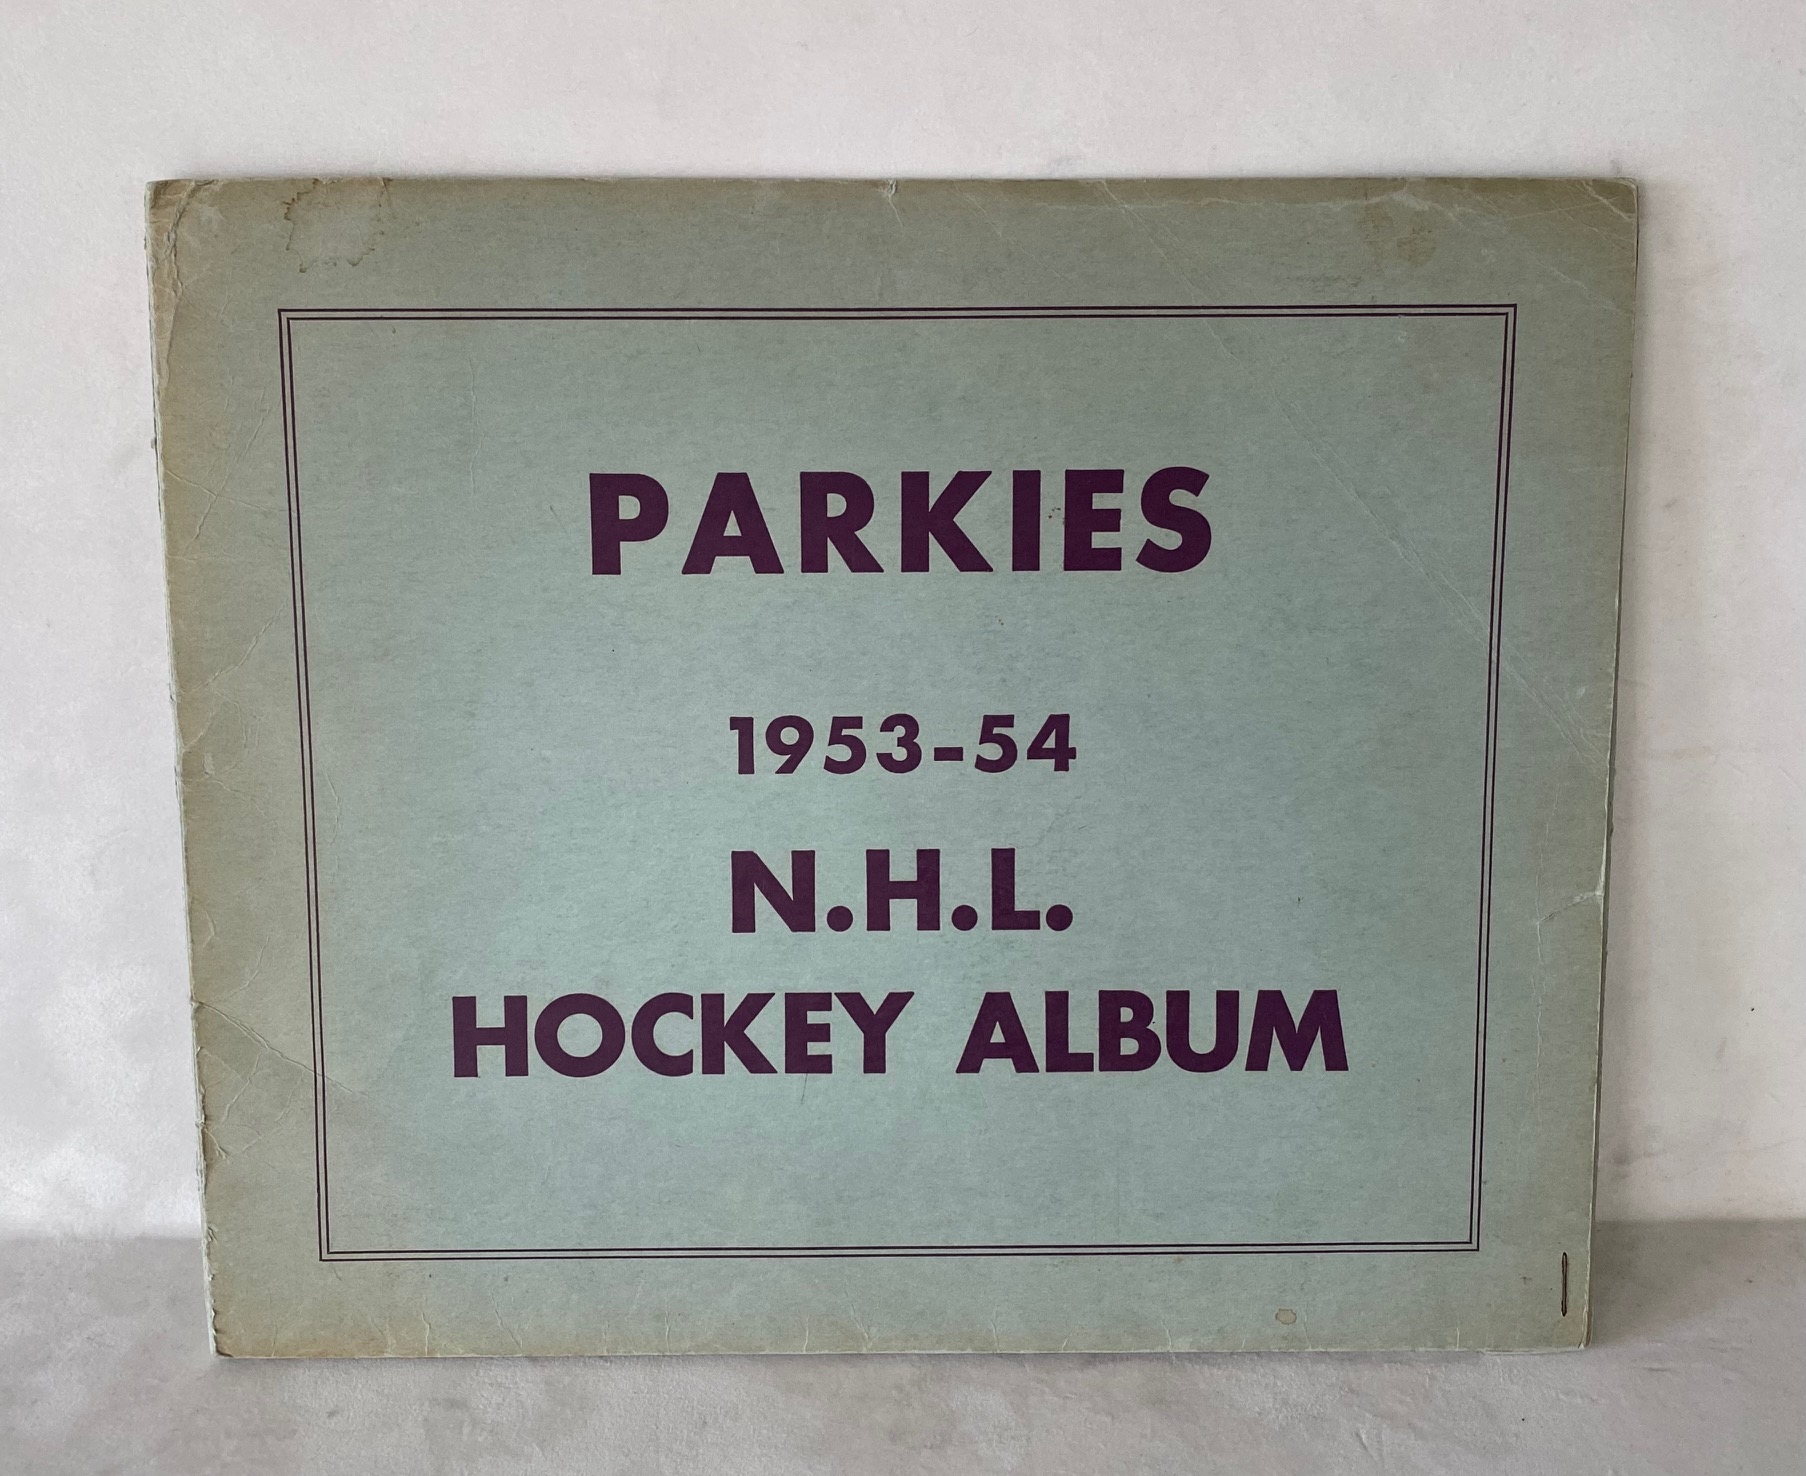 PARKIES
1953-54
N.H.L.
HOCKEY ALBUM